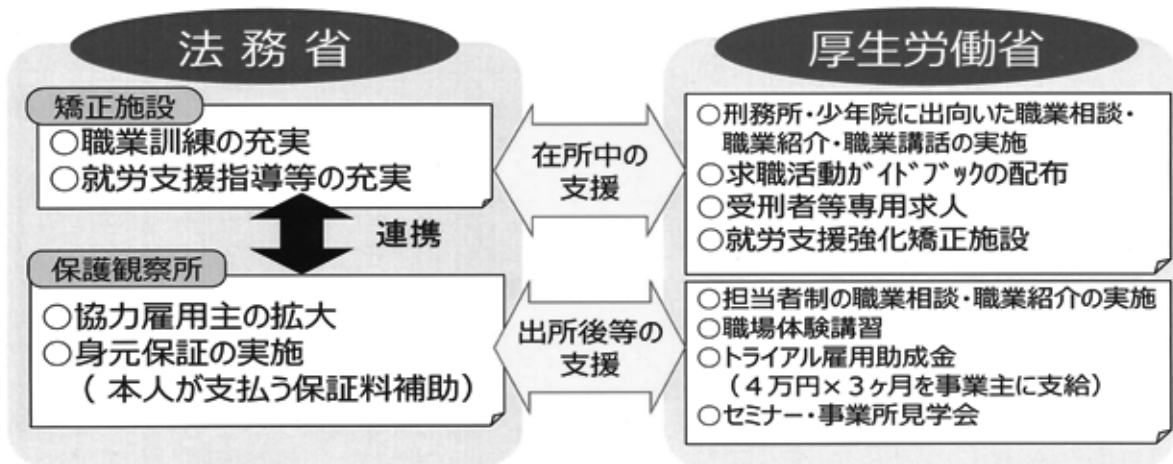 法務省
矯正施設
○職業訓練の充実
○就労支援指導等の充実
連携
保護観察所
○協力雇用主の拡大
○身元保証の実施
（ 本人が支払う保証料補助）
在所中の
支援
出所後等の
支援
厚生労働省
○刑務所・少年院に出向いた職業相談・
職業紹介・職業講話の実施
○求職活動ｶﾞｲﾄﾞﾌﾞｯｸの配布
○受刑者等専用求人
○就労支援強化矯正施設
○担当者制の職業相談・職業紹介の実施
○職場体験講習
○トライアル雇用助成金
（４万円×３ヶ月を事業主に支給）
○セミナー・事業所見学会